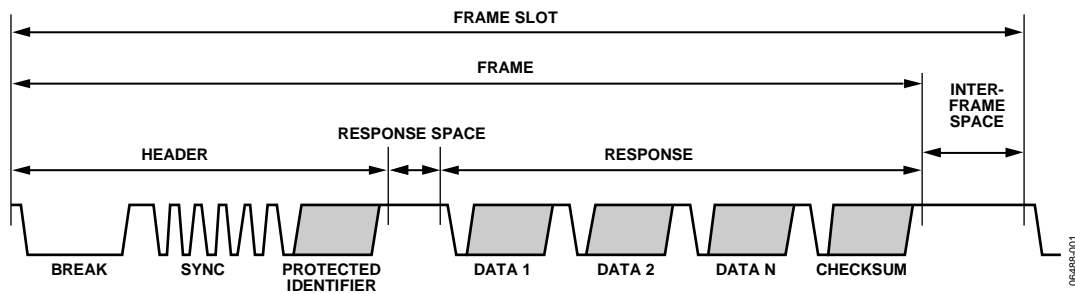 FRAME SLOT
FRAME
INTER-
FRAME
SPACE
RESPONSE SPACE
HEADER
RESPONSE
BREAK
SYNC
PROTECTED
IDENTIFIER
DATA 1
DATA 2
DATA N
CHECKSUM
06488-001